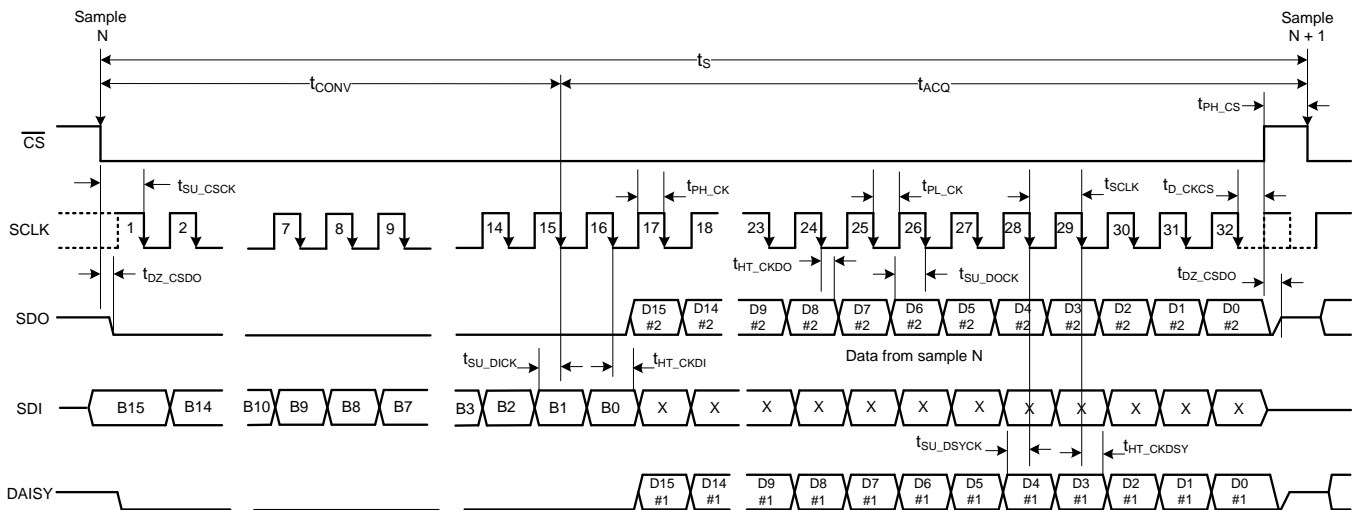 Sample
N
Sample
N + 1
tS
tCONV
tACQ
tPH_CS
CS
tSU_CSCK
tPH_CK
tPL_CK
tSCLK
tD_CKCS
SCLK
1 2 7 8 9 14 15 16 17 18 23 24 25 26 27 28 29 30 31 32
tDZ_CSDO
tHT_CKDO
tSU_DOCK
tDZ_CSDO
SDO
D15 D14 D9 D8 D7 D6 D5 D4 D3 D2 D1 D0
#2 #2 #2 #2 #2 #2 #2 #2 #2 #2 #2 #2
tSU_DICK
tHT_CKDI
Data from sample N
SDI
B15 B14 B10 B9 B8 B7 B3 B2 B1 B0 X X X X X X X X X X X X
tSU_DSYCK
tHT_CKDSY
DAISY
D15 D14 D9 D8 D7 D6 D5 D4 D3 D2 D1 D0
#1 #1 #1 #1 #1 #1 #1 #1 #1 #1 #1 #1